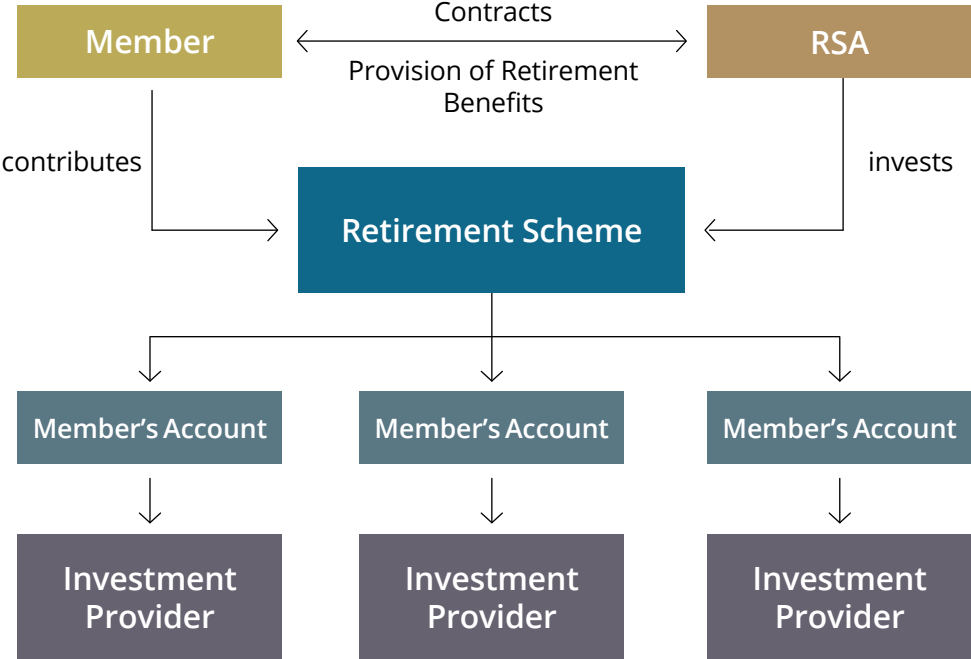 Contracts
Member
RSA
Provision of Retirement
Benefits
contributes
invests
Retirement Scheme
Member's Account
Member's Account
Member's Account
Investment
Provider
Investment
Provider
Investment
Provider